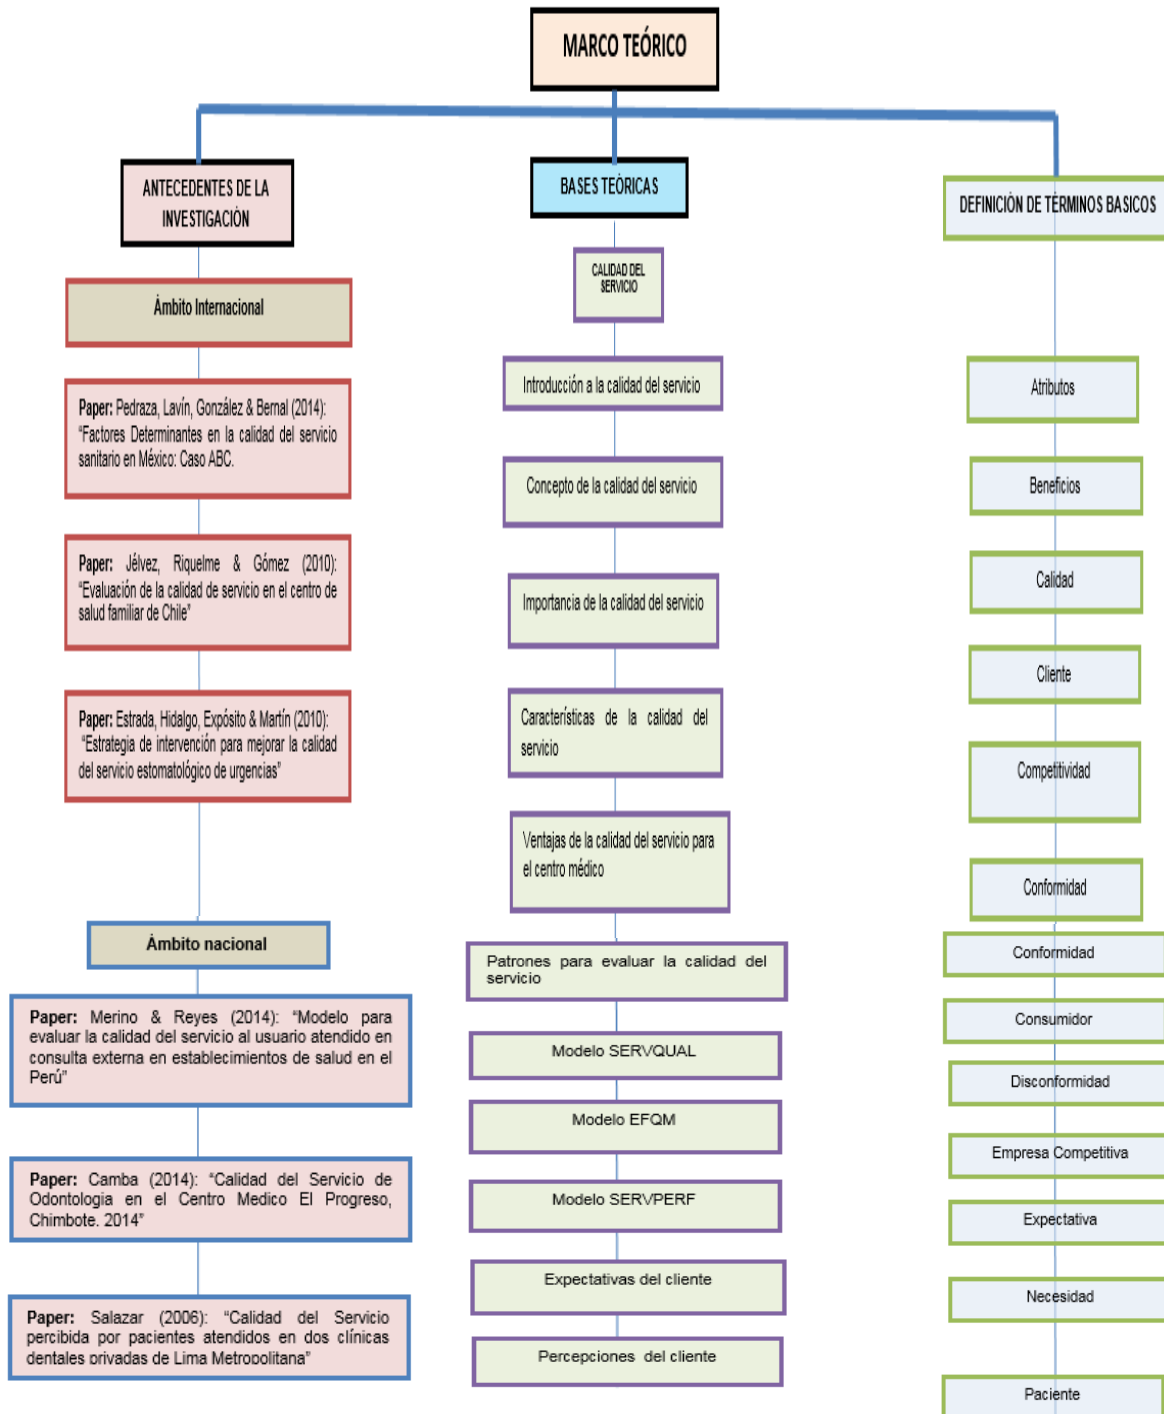 MARCO TEÓRICO
ANTECEDENTES DE LA
INVESTIGACIÓN
Ámbito Internacional
Paper: Pedraza, Lavín, González & Bernal (2014):
“Factores Determinantes en la calidad del servicio
sanitario en México: Caso ABC.
Paper: Jélvez, Riquelme & Gómez (2010):
“Evaluación de la calidad de servicio en el centro de
salud familiar de Chile”
Paper: Estrada, Hidalgo, Expósito & Martín (2010):
“Estrategia de intervención para mejorar la calidad
del servicio estomatológico de urgencias”
Ámbito nacional
Paper: Merino & Reyes (2014): “Modelo para
evaluar la calidad del servicio al usuario atendido en
consulta externa en establecimientos de salud en el
Perú”
Paper: Camba (2014): “Calidad del Servicio de
Odontologia en el Centro Medico El Progreso,
Chimbote. 2014”
Paper: Salazar (2006): “Calidad del Servicio
percibida por pacientes atendidos en dos clínicas
dentales privadas de Lima Metropolitana”
BASES TEÓRICAS
CALIDAD DEL
SERVICIO
Introducción a la calidad del servicio
Concepto de la calidad del servicio
Importancia de la calidad del servicio
Características de la calidad del
servicio
Ventajas de la calidad del servicio para
el centro médico
Patrones para evaluar la calidad del
servicio
Modelo SERVQUAL
Modelo EFQM
Modelo SERVPERF
Expectativas del cliente
Percepciones del cliente
DEFINICIÓN DE TÉRMINOS BASICOS
Atributos
Beneficios
Calidad
Cliente
Competitividad
Conformidad
Conformidad
Consumidor
Disconformidad
Empresa Competitiva
Expectativa
Necesidad
Paciente